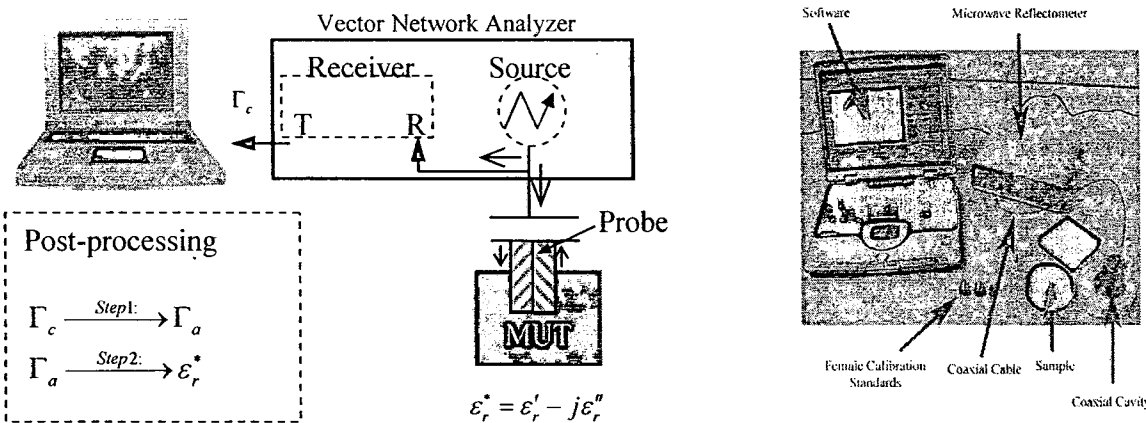 Vector Network Analyzer
Receiver
Source
Γc
T
R
Probe
MUT
εr* = εr′ − jεr″
Post-processing
Γc Step1: → Γa
Γa Step2: → εr*
Software
Microwave Reflectometer
Female Calibration
Standards
Coaxial Cable
Sample
Coaxial Cavity